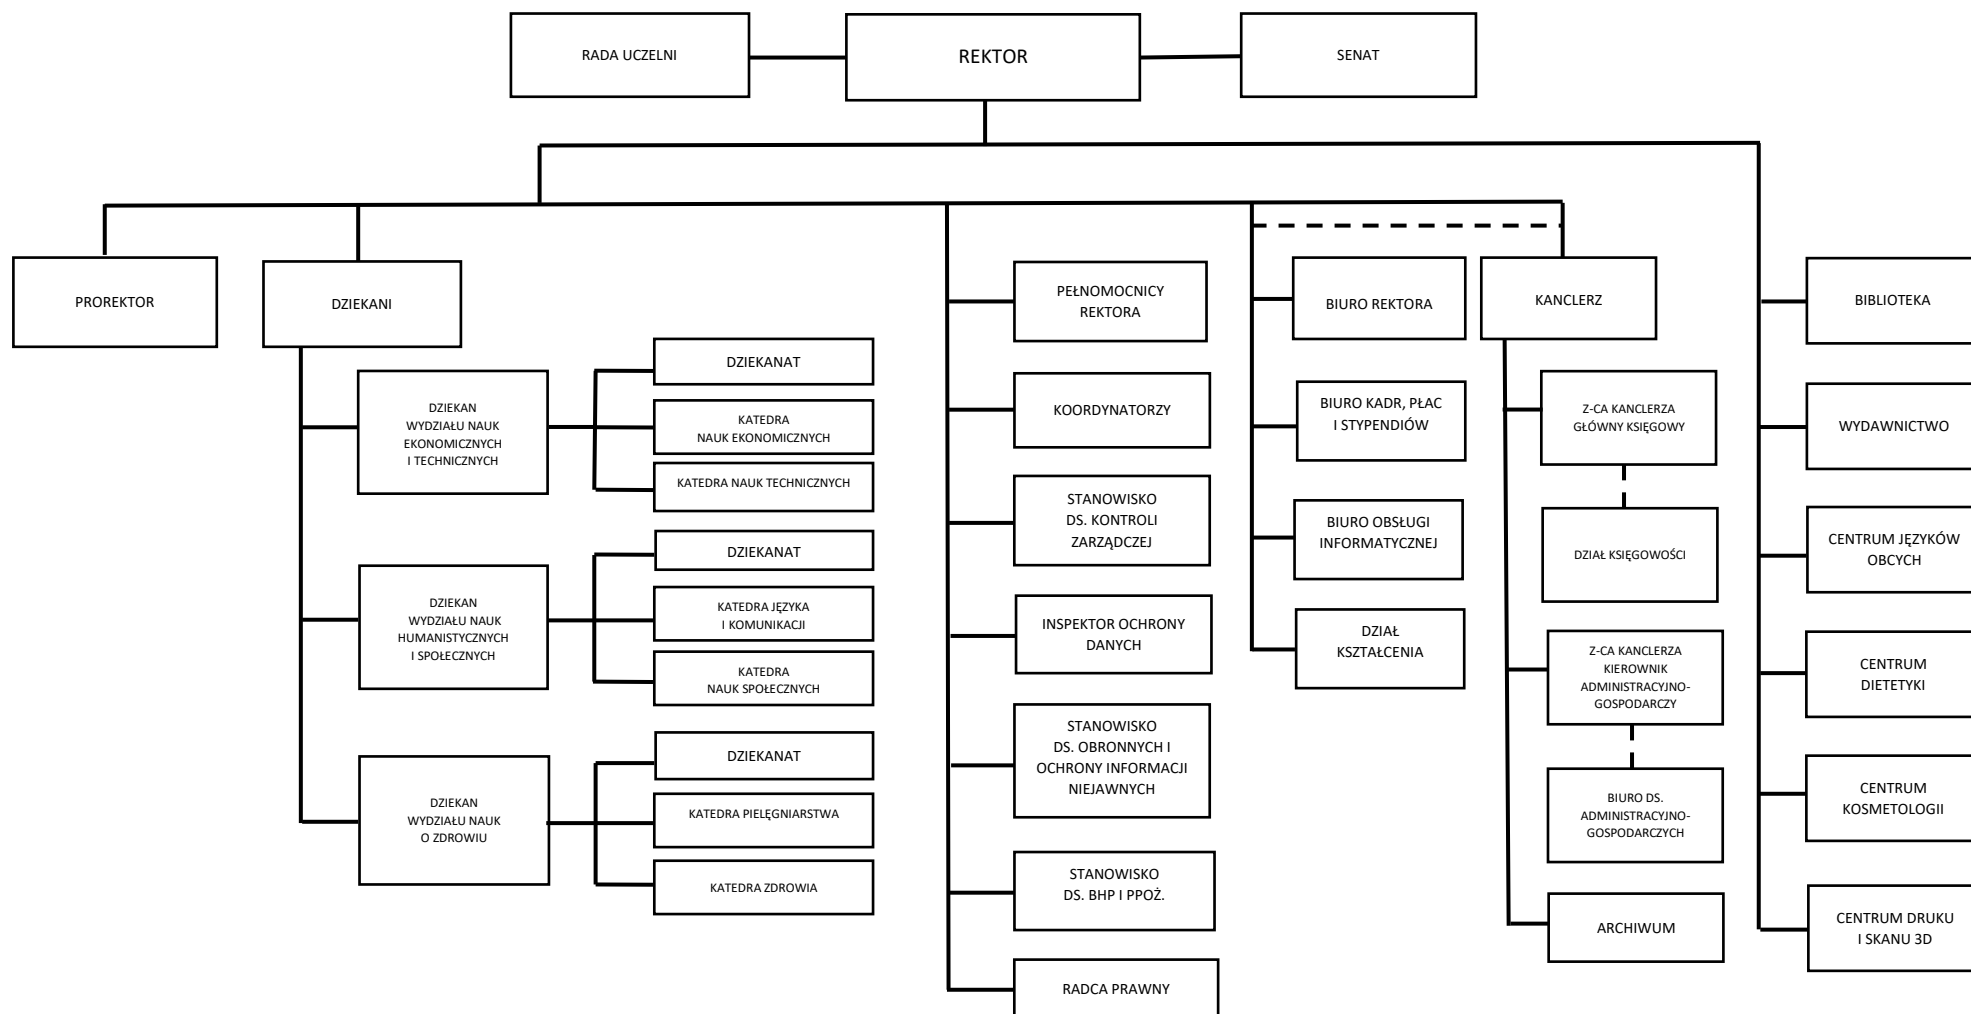 RADA UCZELNI
REKTOR
SENAT
PROREKTOR
DZIEKANI
DZIEKAN
WYDZIAŁU NAUK
EKONOMICZNYCH
I TECHNICZNYCH
DZIEKANAT
KATEDRA
NAUK EKONOMICZNYCH
KATEDRA NAUK TECHNICZNYCH
DZIEKAN
WYDZIAŁU NAUK
HUMANISTYCZNYCH
I SPOŁECZNYCH
DZIEKANAT
KATEDRA JĘZYKA
I KOMUNIKACJI
KATEDRA
NAUK SPOŁECZNYCH
DZIEKAN
WYDZIAŁU NAUK
O ZDROWIU
DZIEKANAT
KATEDRA PIELĘGNIARSTWA
KATEDRA ZDROWIA
PEŁNOMOCNICY
REKTORA
KOORDYNATORZY
STANOWISKO
DS. KONTROLI
ZARZĄDCZEJ
INSPEKTOR OCHRONY
DANYCH
STANOWISKO
DS. OBRONNYCH I
OCHRONY INFORMACJI
NIEJAWNYCH
STANOWISKO
DS. BHP I PPOŻ.
RADCA PRAWNY
BIURO REKTORA
BIURO KADR, PŁAC
I STYPENDIÓW
BIURO OBSŁUGI
INFORMATYCZNEJ
DZIAŁ
KSZTAŁCENIA
KANCLERZ
Z-CA KANCLERZA
GŁÓWNY KSIĘGOWY
DZIAŁ KSIĘGOWOŚCI
Z-CA KANCLERZA
KIEROWNIK
ADMINISTRACYJNO-
GOSPODARCZY
BIURO DS.
ADMINISTRACYJNO-
GOSPODARCZYCH
ARCHIWUM
BIBLIOTEKA
WYDAWNICTWO
CENTRUM JĘZYKÓW
OBCYCH
CENTRUM
DIETETYKI
CENTRUM
KOSMETOLOGII
CENTRUM DRUKU
I SKANU 3D